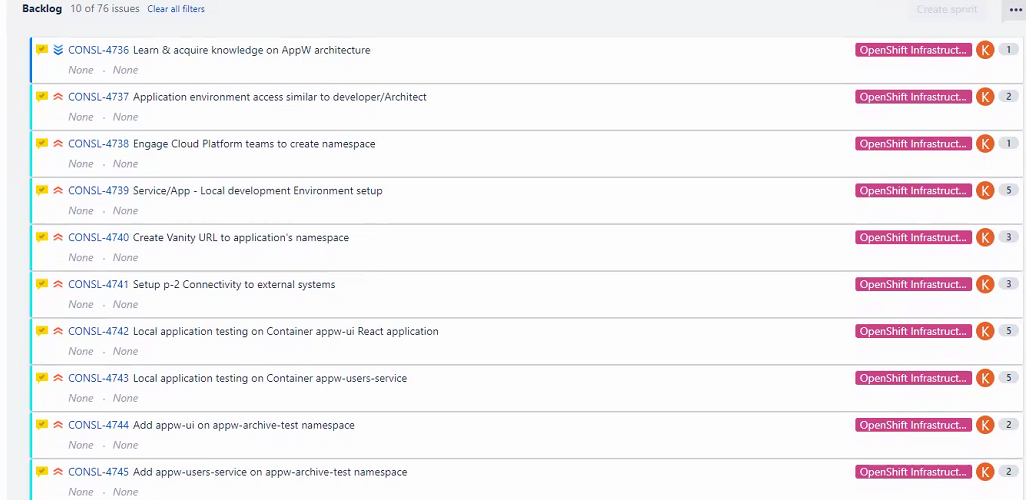 Backlog 10 of 76 issues Clear all filters Create sprint
CONSL-4736 Learn & acquire knowledge on AppW architecture OpenShift Infrastruct... K 1
None - None
CONSL-4737 Application environment access similar to developer/Architect OpenShift Infrastruct... K 2
None - None
CONSL-4738 Engage Cloud Platform teams to create namespace OpenShift Infrastruct... K 1
None - None
CONSL-4739 Service/App - Local development Environment setup OpenShift Infrastruct... K 5
None - None
CONSL-4740 Create Vanity URL to application's namespace OpenShift Infrastruct... K 3
None - None
CONSL-4741 Setup p-2 Connectivity to external systems OpenShift Infrastruct... K 3
None - None
CONSL-4742 Local application testing on Container appw-ui React application OpenShift Infrastruct... K 5
None - None
CONSL-4743 Local application testing on Container appw-users-service OpenShift Infrastruct... K 5
None - None
CONSL-4744 Add appw-ui on appw-archive-test namespace OpenShift Infrastruct... K 2
None - None
CONSL-4745 Add appw-users-service on appw-archive-test namespace OpenShift Infrastruct... K 2
None - None